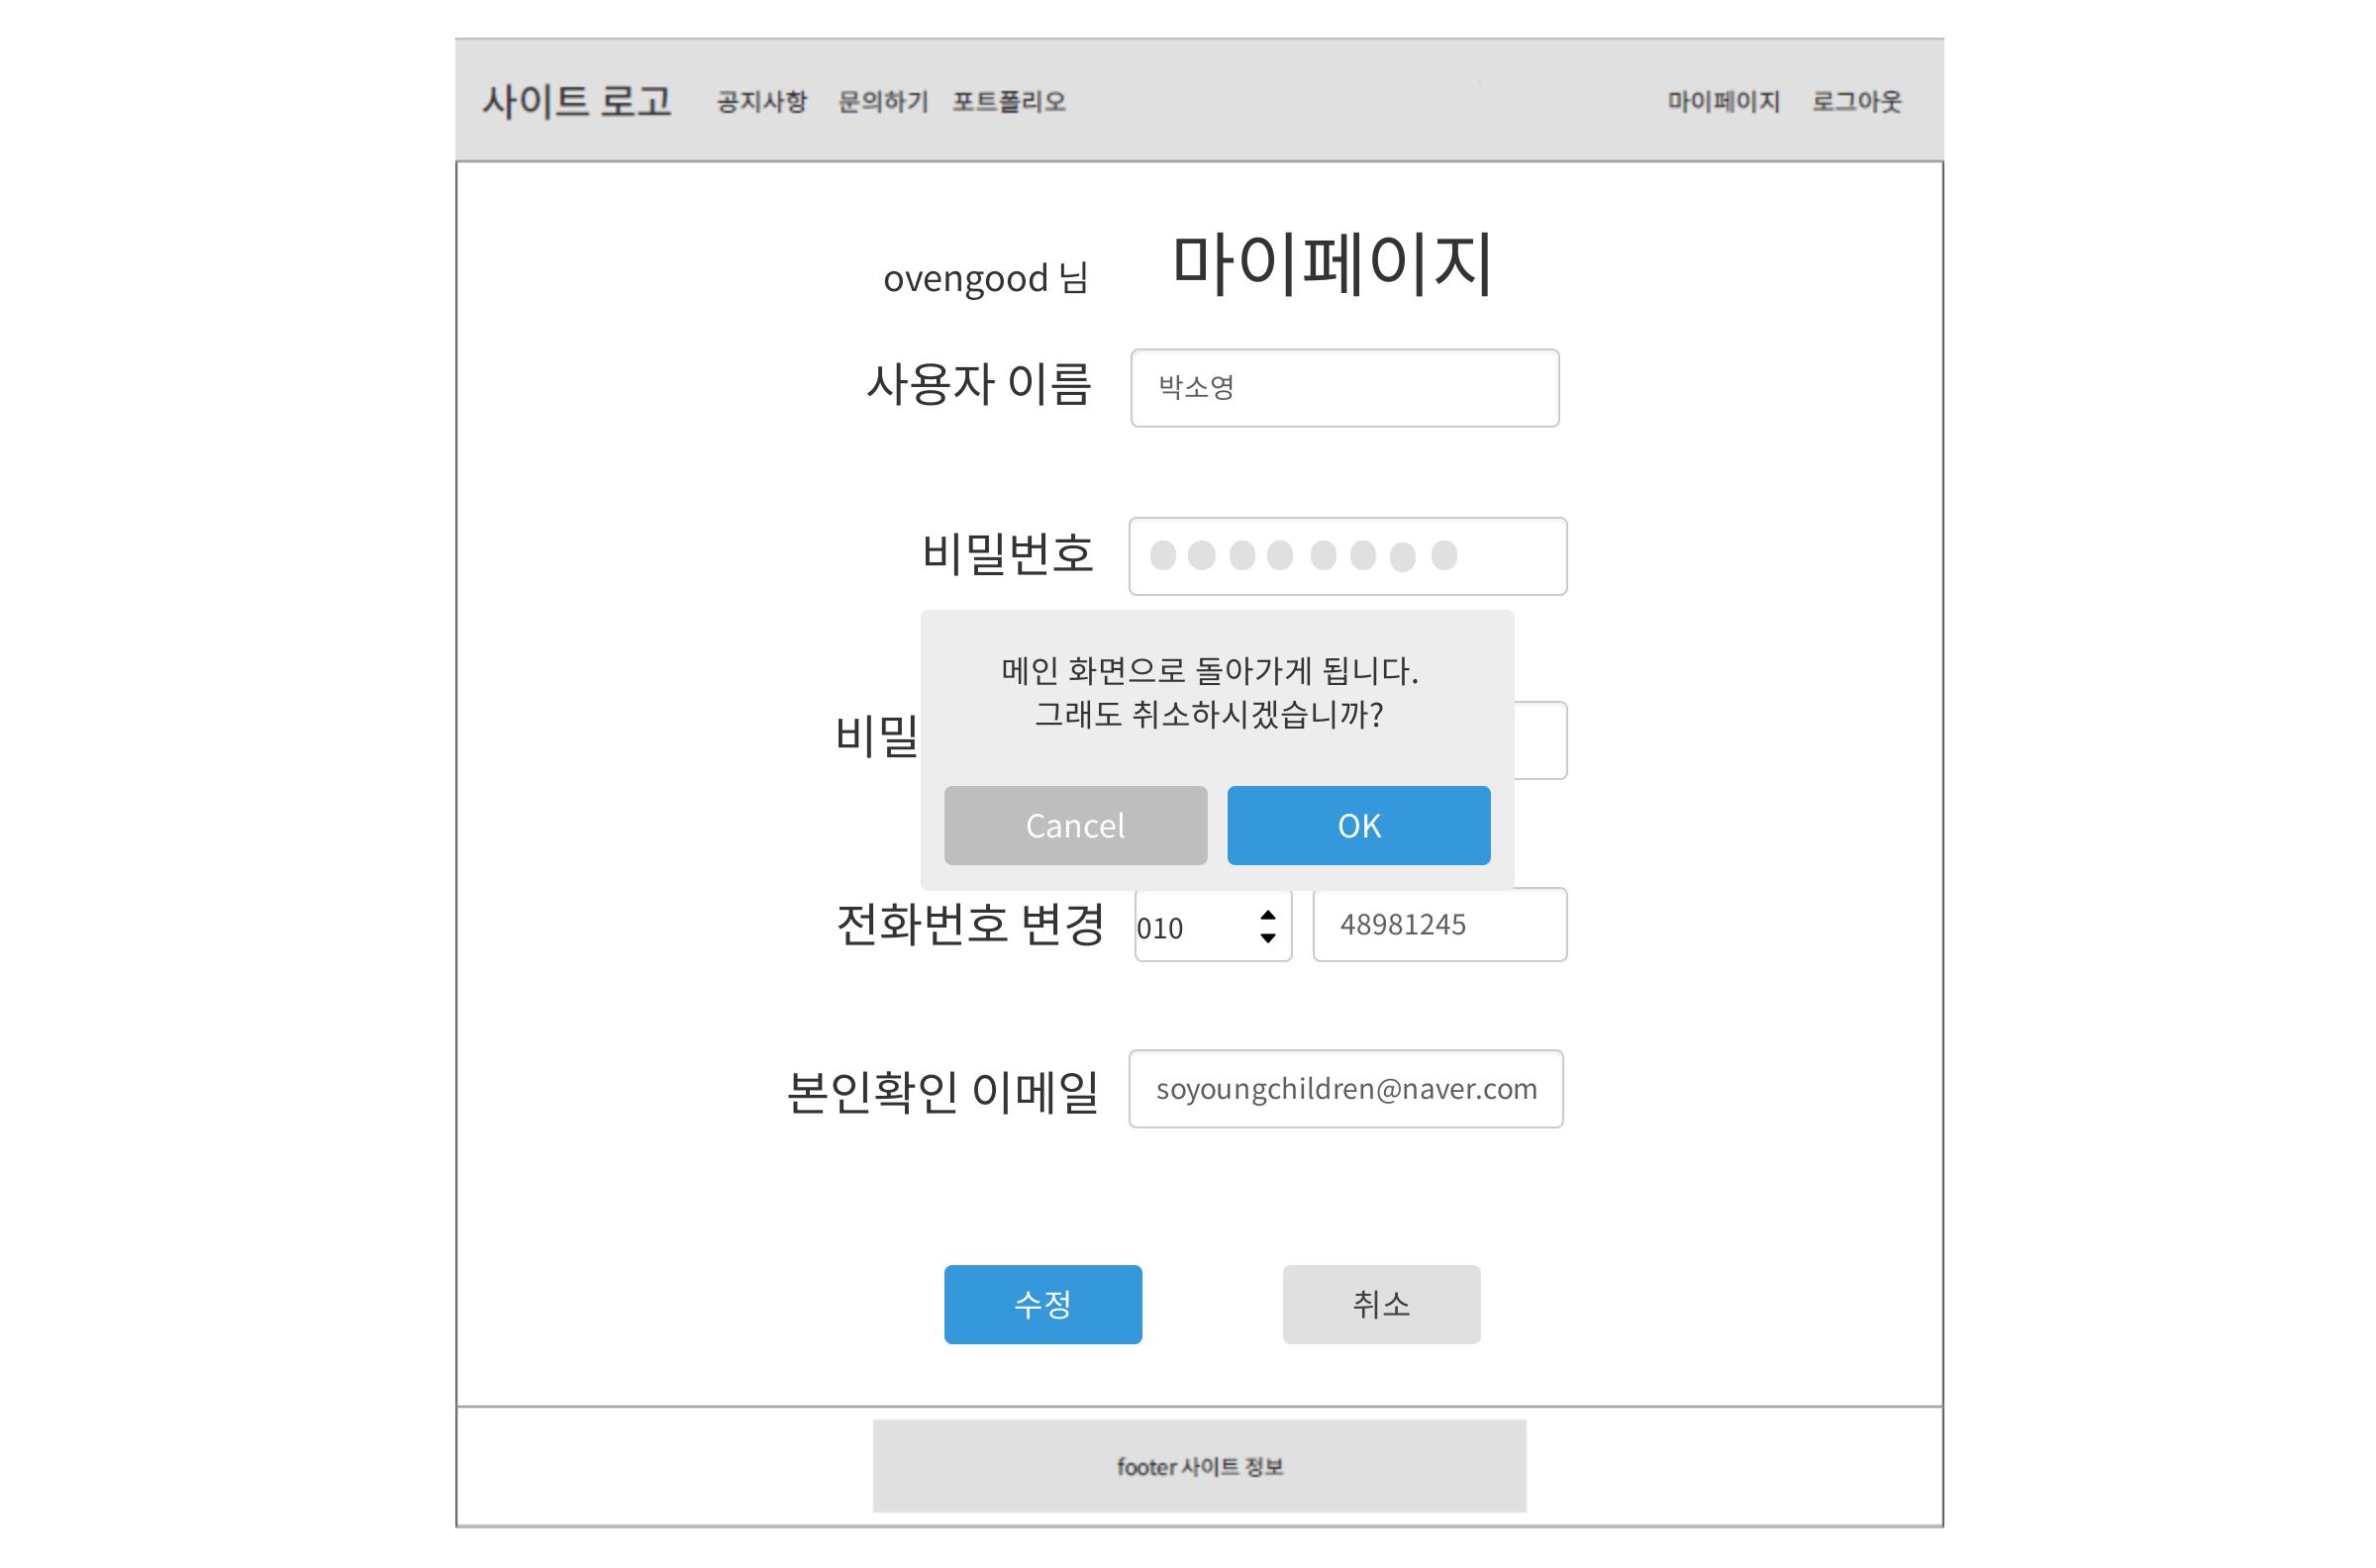 사이트 로고 공지사항 문의하기 포트폴리오 마이페이지 로그아웃
ovengood 님 마이페이지
사용자 이름 박소영
비밀번호
메인 화면으로 돌아가게 됩니다.
그래도 취소하시겠습니까?
비밀
Cancel OK
전화번호 변경 010 48981245
본인확인 이메일 soyoungchildren@naver.com
수정 취소
footer 사이트 정보